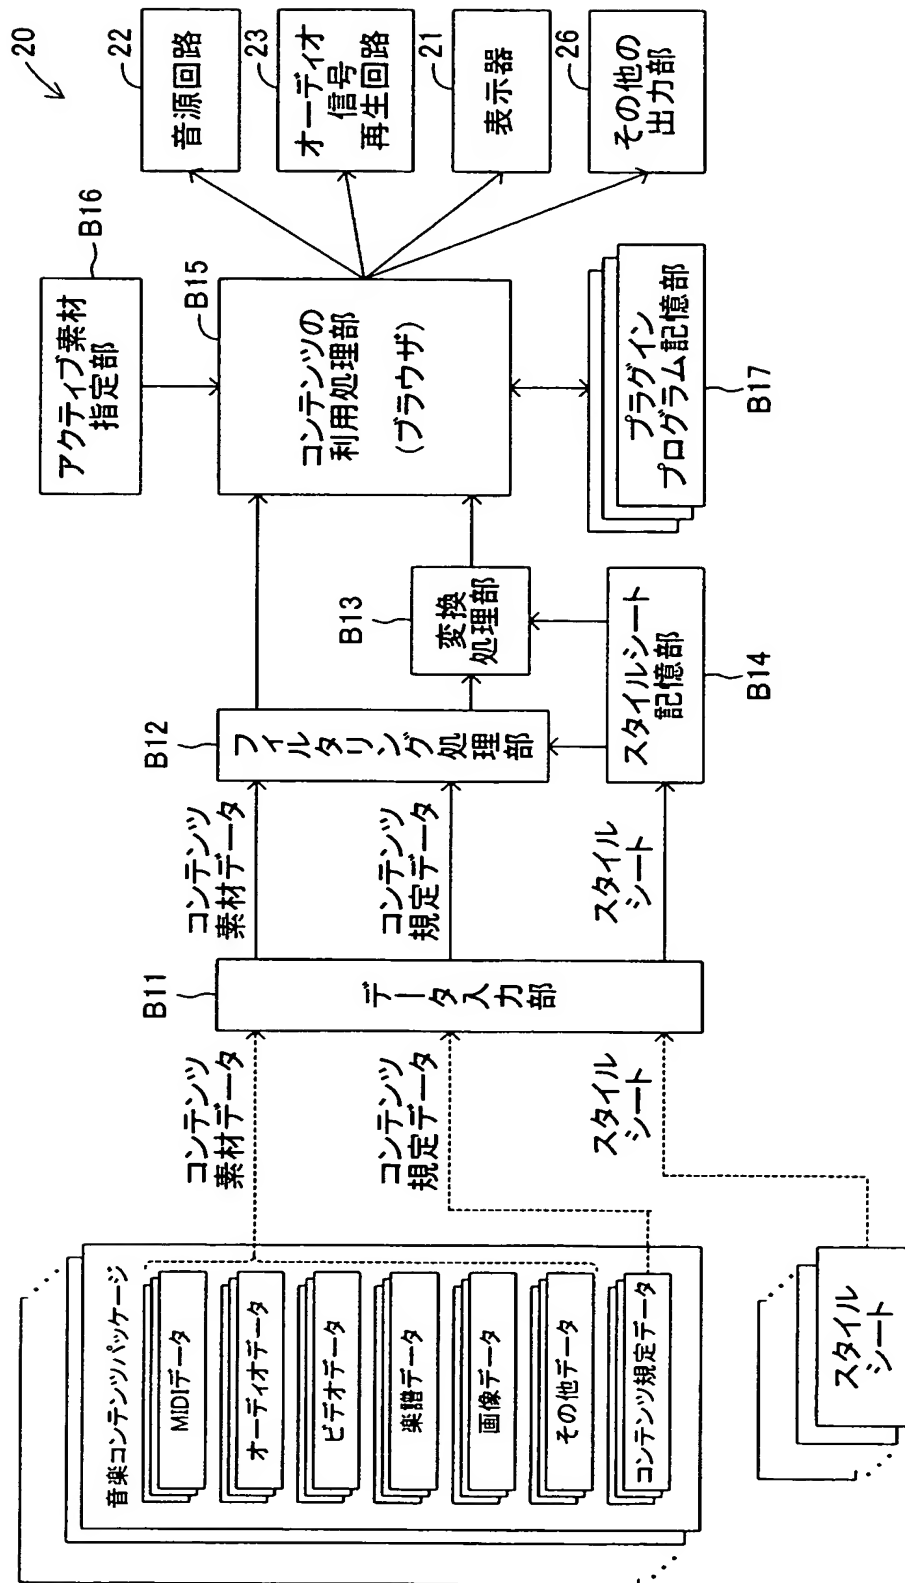 音楽コンテンツパッケージ
MIDIデータ
オーディオデータ
ビデオデータ
楽譜データ
画像データ
その他データ
コンテンツ規定データ
スタイル
シート
コンテンツ
素材データ
コンテンツ
規定データ
スタイル
シート
B11
データ入力部
コンテンツ
素材データ
コンテンツ
規定データ
スタイル
シート
B12
フィルタリング処理部
B13
変換
処理部
スタイルシート
記憶部
B14
アクティブ素材
指定部
B16
B15
コンテンツの
利用処理部
(ブラウザ)
プラグイン
プログラム記憶部
B17
20
22
音源回路
23
オーディオ
信号
再生回路
21
表示器
26
その他の
出力部